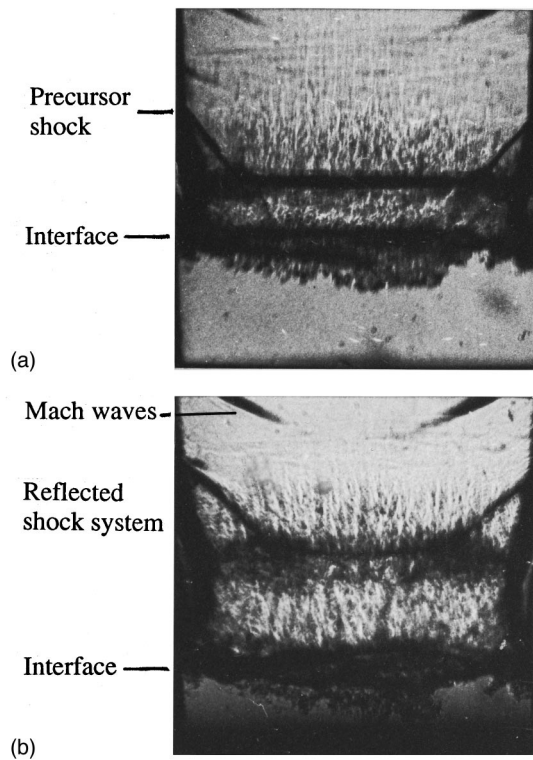 Precursor
shock
Interface
(a)
Mach waves
Reflected
shock system
Interface
(b)